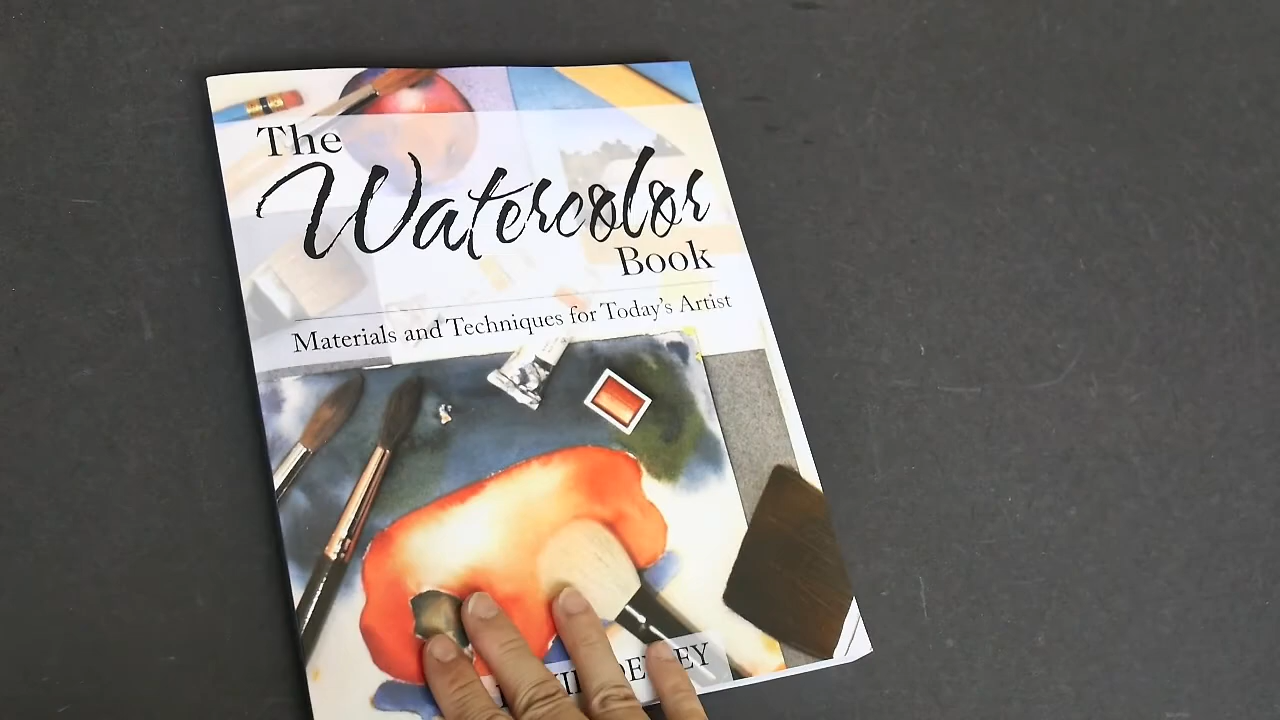 The
Watercolor
Book
Materials and Techniques for Today's Artist